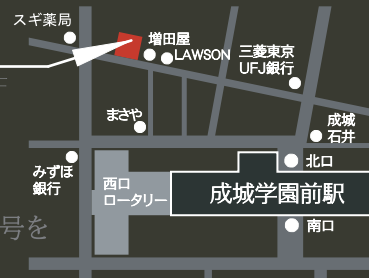 スギ薬局
増田屋
LAWSON
三菱東京
UFJ銀行
まさや
成城
石井
みずほ
銀行
西口
ロータリー
北口
成城学園前駅
南口
号を